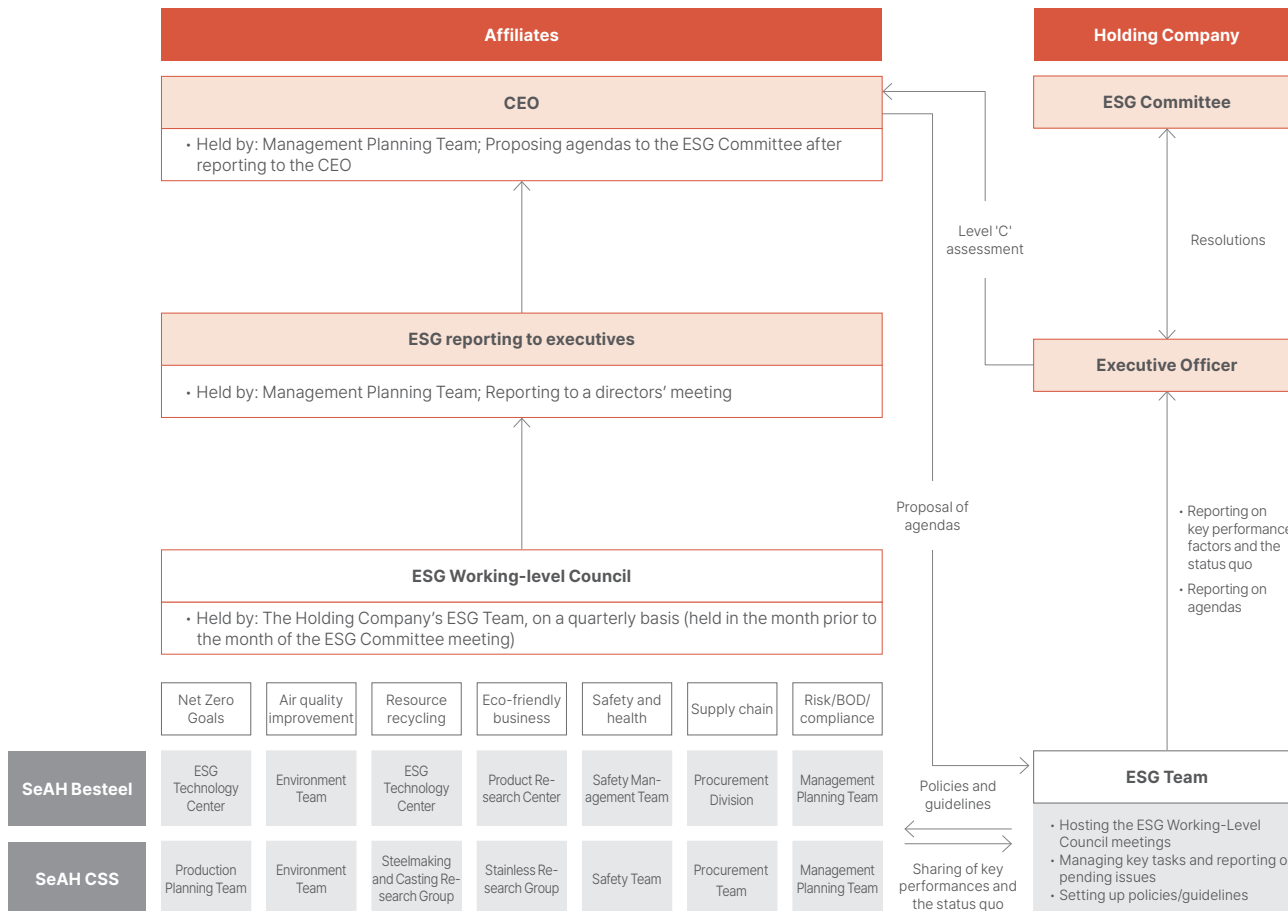 Affiliates
CEO
• Held by: Management Planning Team; Proposing agendas to the ESG Committee after
reporting to the CEO
ESG reporting to executives
• Held by: Management Planning Team; Reporting to a directors’ meeting
ESG Working-level Council
• Held by: The Holding Company’s ESG Team, on a quarterly basis (held in the month prior to
the month of the ESG Committee meeting)
Net Zero
Goals
Air quality
improvement
Resource
recycling
Eco-friendly
business
Safety and
health
Supply chain
Risk/BOD/
compliance
SeAH Besteel
ESG
Technology
Center
Environment
Team
ESG
Technology
Center
Product Re-
search Center
Safety Man-
agement Team
Procurement
Division
Management
Planning Team
SeAH CSS
Production
Planning Team
Environment
Team
Steelmaking
and Casting Re-
search Group
Stainless Re-
search Group
Safety Team
Procurement
Team
Management
Planning Team
Level 'C'
assessment
Proposal of
agendas
Policies and
guidelines
Sharing of key
performances and
the status quo
Holding Company
ESG Committee
Resolutions
Executive Officer
• Reporting on
key performance
factors and the
status quo
• Reporting on
agendas
ESG Team
• Hosting the ESG Working-Level
Council meetings
• Managing key tasks and reporting
pending issues
• Setting up policies/guidelines